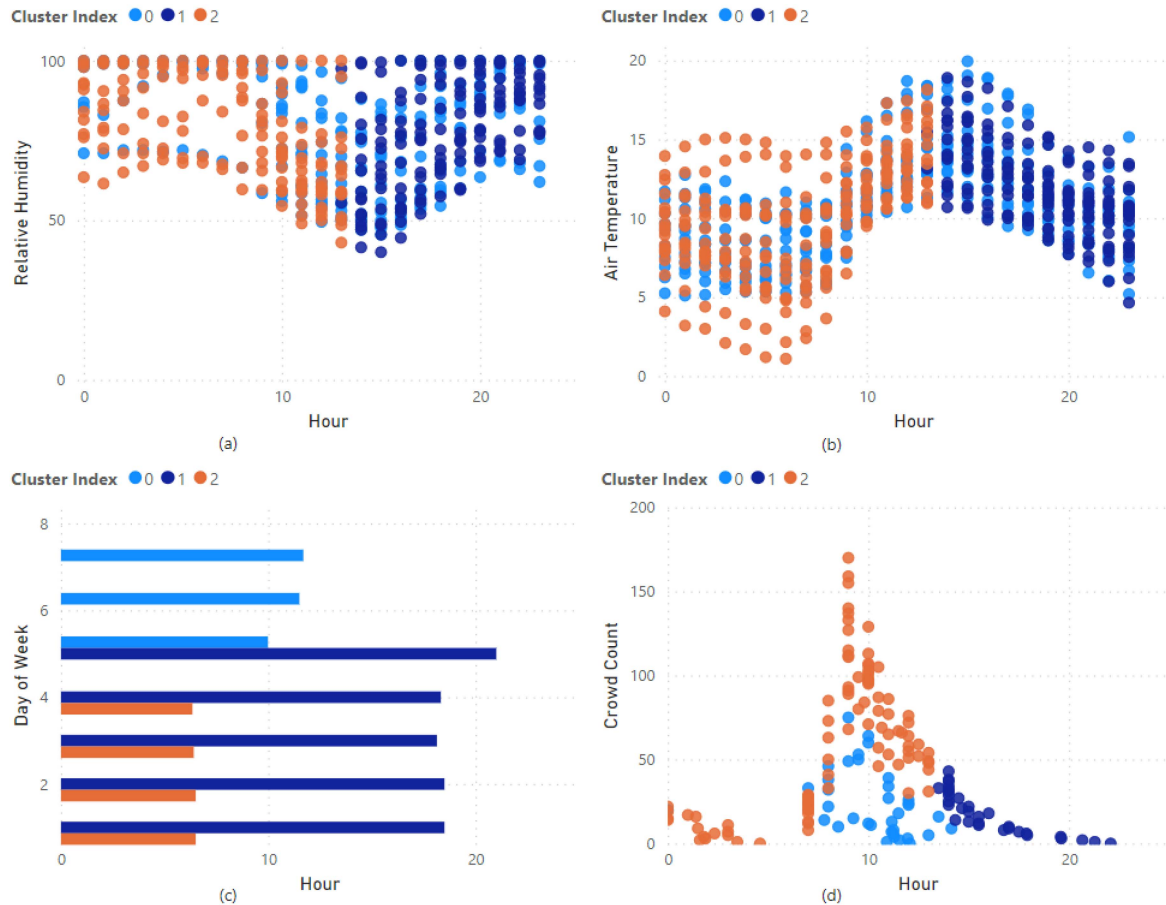 Cluster Index 0 1 2
100
50
0
Relative Humidity
0 10 20
Hour
(a)
Cluster Index 0 1 2
20
15
10
5
0
Air Temperature
0 10 20
Hour
(b)
Cluster Index 0 1 2
8
6
4
2
Day of Week
0 20
Hour
(c)
Cluster Index 0 1 2
200
150
100
50
0
Crowd Count
0 10 20
Hour
(d)